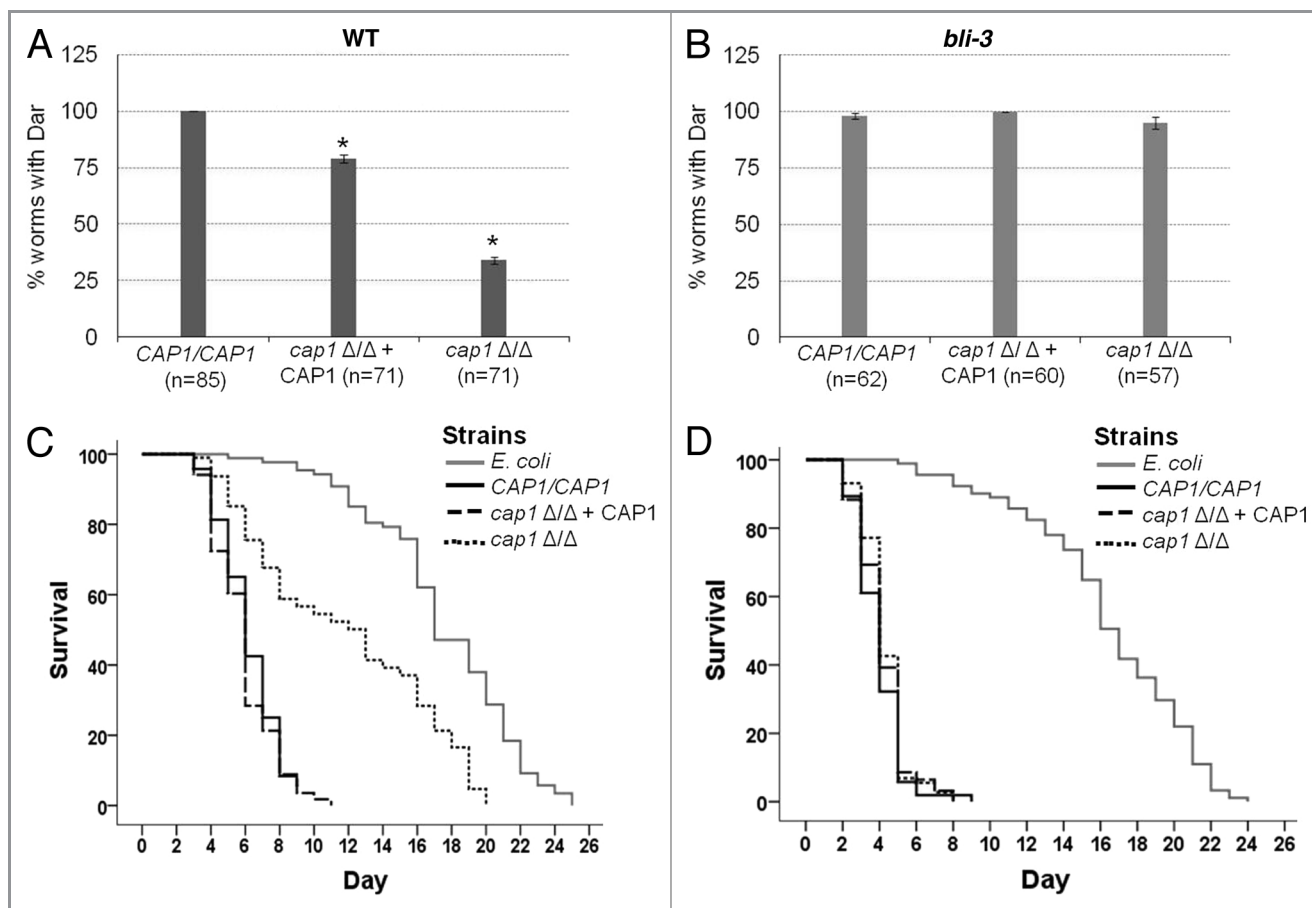 A
WT
125
100
75
50
25
0
% worms with Dar
*
*
CAP1/CAP1
(n=85)
cap1 Δ/Δ +
CAP1 (n=71)
cap1 Δ/Δ
(n=71)
B
bli-3
125
100
75
50
25
0
% worms with Dar
CAP1/CAP1
(n=62)
cap1 Δ/Δ +
CAP1 (n=60)
cap1 Δ/Δ
(n=57)
C
Strains
E. coli
CAP1/CAP1
cap1 Δ/Δ + CAP1
cap1 Δ/Δ
100
80
60
40
20
0
Survival
0 2 4 6 8 10 12 14 16 18 20 22 24 26
Day
D
Strains
E. coli
CAP1/CAP1
cap1 Δ/Δ + CAP1
cap1 Δ/Δ
100
80
60
40
20
0
Survival
0 2 4 6 8 10 12 14 16 18 20 22 24 26
Day